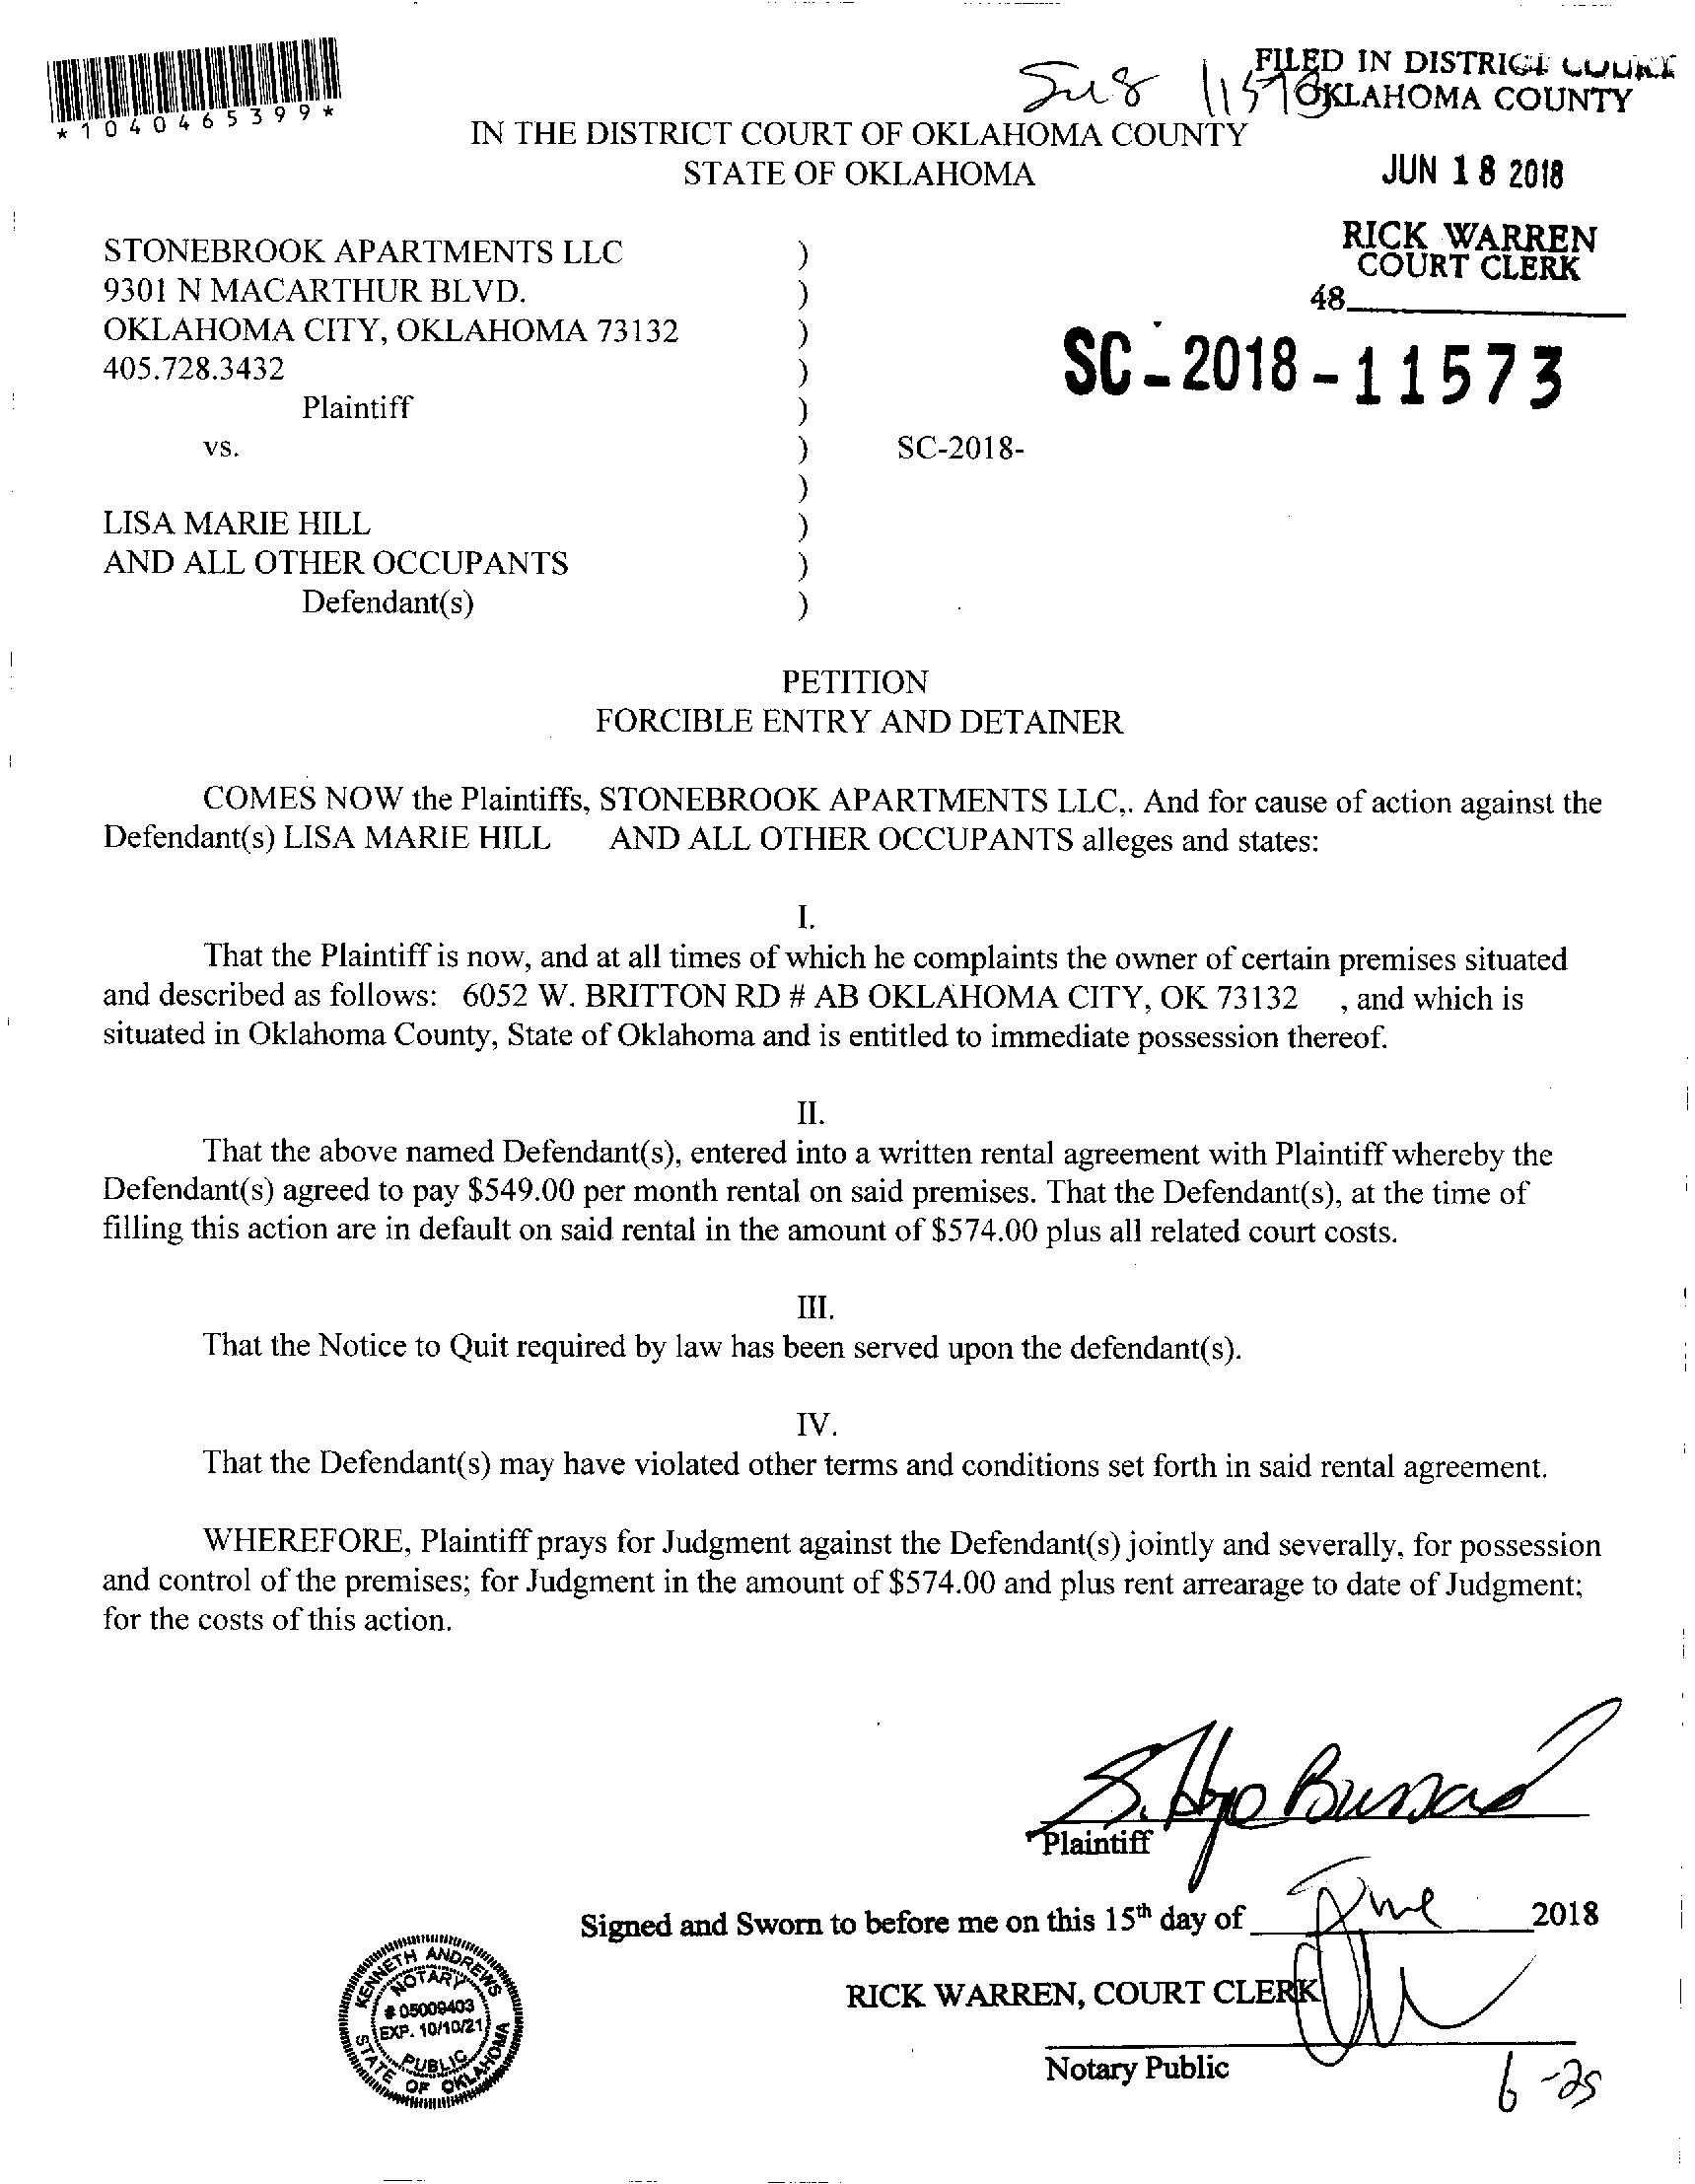 FILED IN DISTRICT COURT
OKLAHOMA COUNTY
*1040465399*
IN THE DISTRICT COURT OF OKLAHOMA COUNTY
STATE OF OKLAHOMA
JUN 18 2018
RICK WARREN
COURT CLERK
48
SC-2018-11573
STONEBROOK APARTMENTS LLC )
9301 N MACARTHUR BLVD. )
OKLAHOMA CITY, OKLAHOMA 73132 )
405.728.3432 )
Plaintiff )
vs. ) SC-2018-
)
LISA MARIE HILL )
AND ALL OTHER OCCUPANTS )
Defendant(s) )
PETITION
FORCIBLE ENTRY AND DETAINER
COMES NOW the Plaintiffs, STONEBROOK APARTMENTS LLC,. And for cause of action against the
Defendant(s) LISA MARIE HILL AND ALL OTHER OCCUPANTS alleges and states:
I.
That the Plaintiff is now, and at all times of which he complaints the owner of certain premises situated
and described as follows: 6052 W. BRITTON RD # AB OKLAHOMA CITY, OK 73132 , and which is
situated in Oklahoma County, State of Oklahoma and is entitled to immediate possession thereof.
II.
That the above named Defendant(s), entered into a written rental agreement with Plaintiff whereby the
Defendant(s) agreed to pay $549.00 per month rental on said premises. That the Defendant(s), at the time of
filling this action are in default on said rental in the amount of $574.00 plus all related court costs.
III.
That the Notice to Quit required by law has been served upon the defendant(s).
IV.
That the Defendant(s) may have violated other terms and conditions set forth in said rental agreement.
WHEREFORE, Plaintiff prays for Judgment against the Defendant(s) jointly and severally, for possession
and control of the premises; for Judgment in the amount of $574.00 and plus rent arrearage to date of Judgment;
for the costs of this action.
Plaintiff
Signed and Sworn to before me on this 15th day of June 2018
RICK WARREN, COURT CLERK
Notary Public
6-25
KENNETH ANDREWS
NOTARY
# 05009403
EXP. 10/10/21
PUBLIC
STATE OF OKLAHOMA